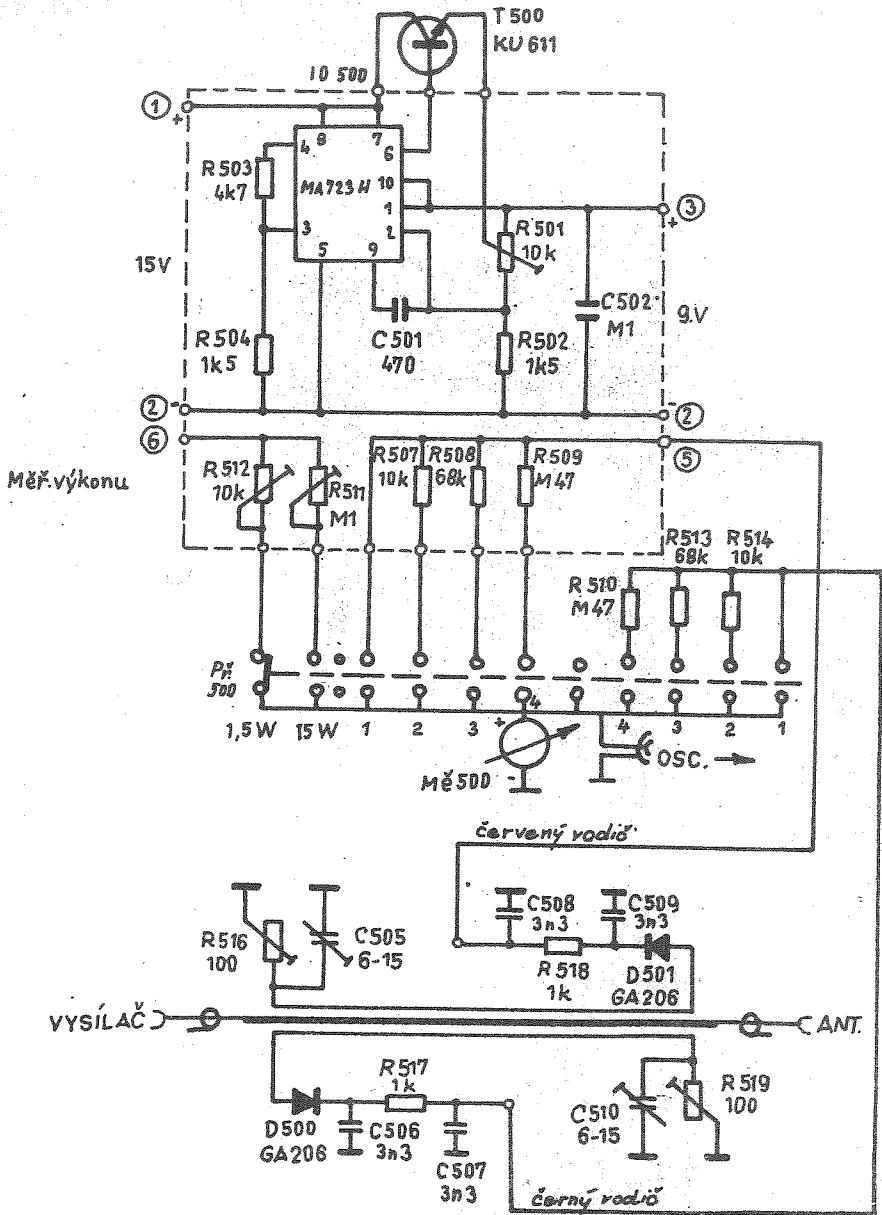 T 500
KU 611
IO 500
1
+
8
7
4
6
R503
4k7
MA723H
10
1
3
+
3
2
R501
10k
5
9
15V
C502
M1
9V
R504
1k5
C501
470
R502
1k5
2
-
-
2
6
5
Měř. výkonu
R512
10k
R511
M1
R507
10k
R508
68k
R509
M47
R513
68k
R514
10k
R510
M47
Př.
500
1,5W
15W
1
2
3
4
4
3
2
1
+
-
Mě500
OSC.
červený vodič
R516
100
C505
6-15
C508
3n3
C509
3n3
R518
1k
D501
GA206
VYSÍLAČ
ANT.
R517
1k
D500
GA206
C506
3n3
C507
3n3
C510
6-15
R519
100
černý vodič